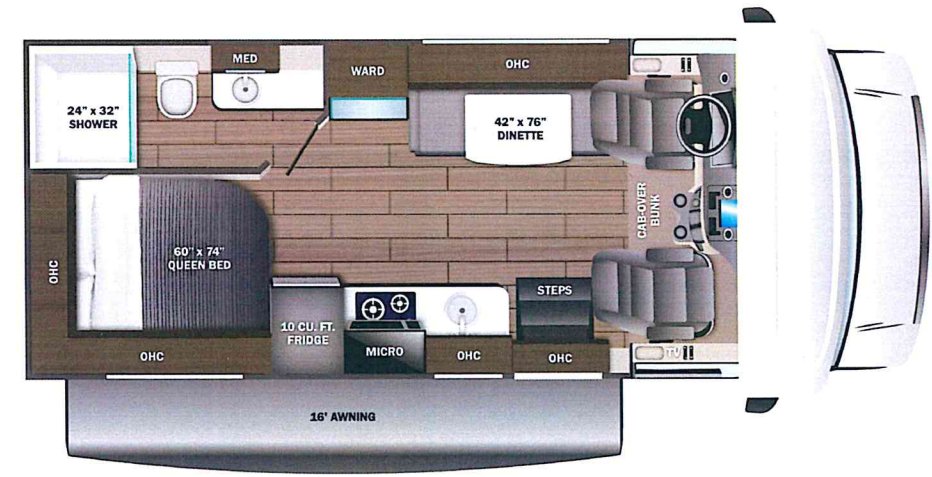 MED
WARD
OHC
24" x 32"
SHOWER
42" x 76"
DINETTE
CAB-OVER
BUNK
60" x 74"
QUEEN BED
OHC
STEPS
10 CU. FT.
FRIDGE
MICRO
OHC
OHC
OHC
TV
16' AWNING